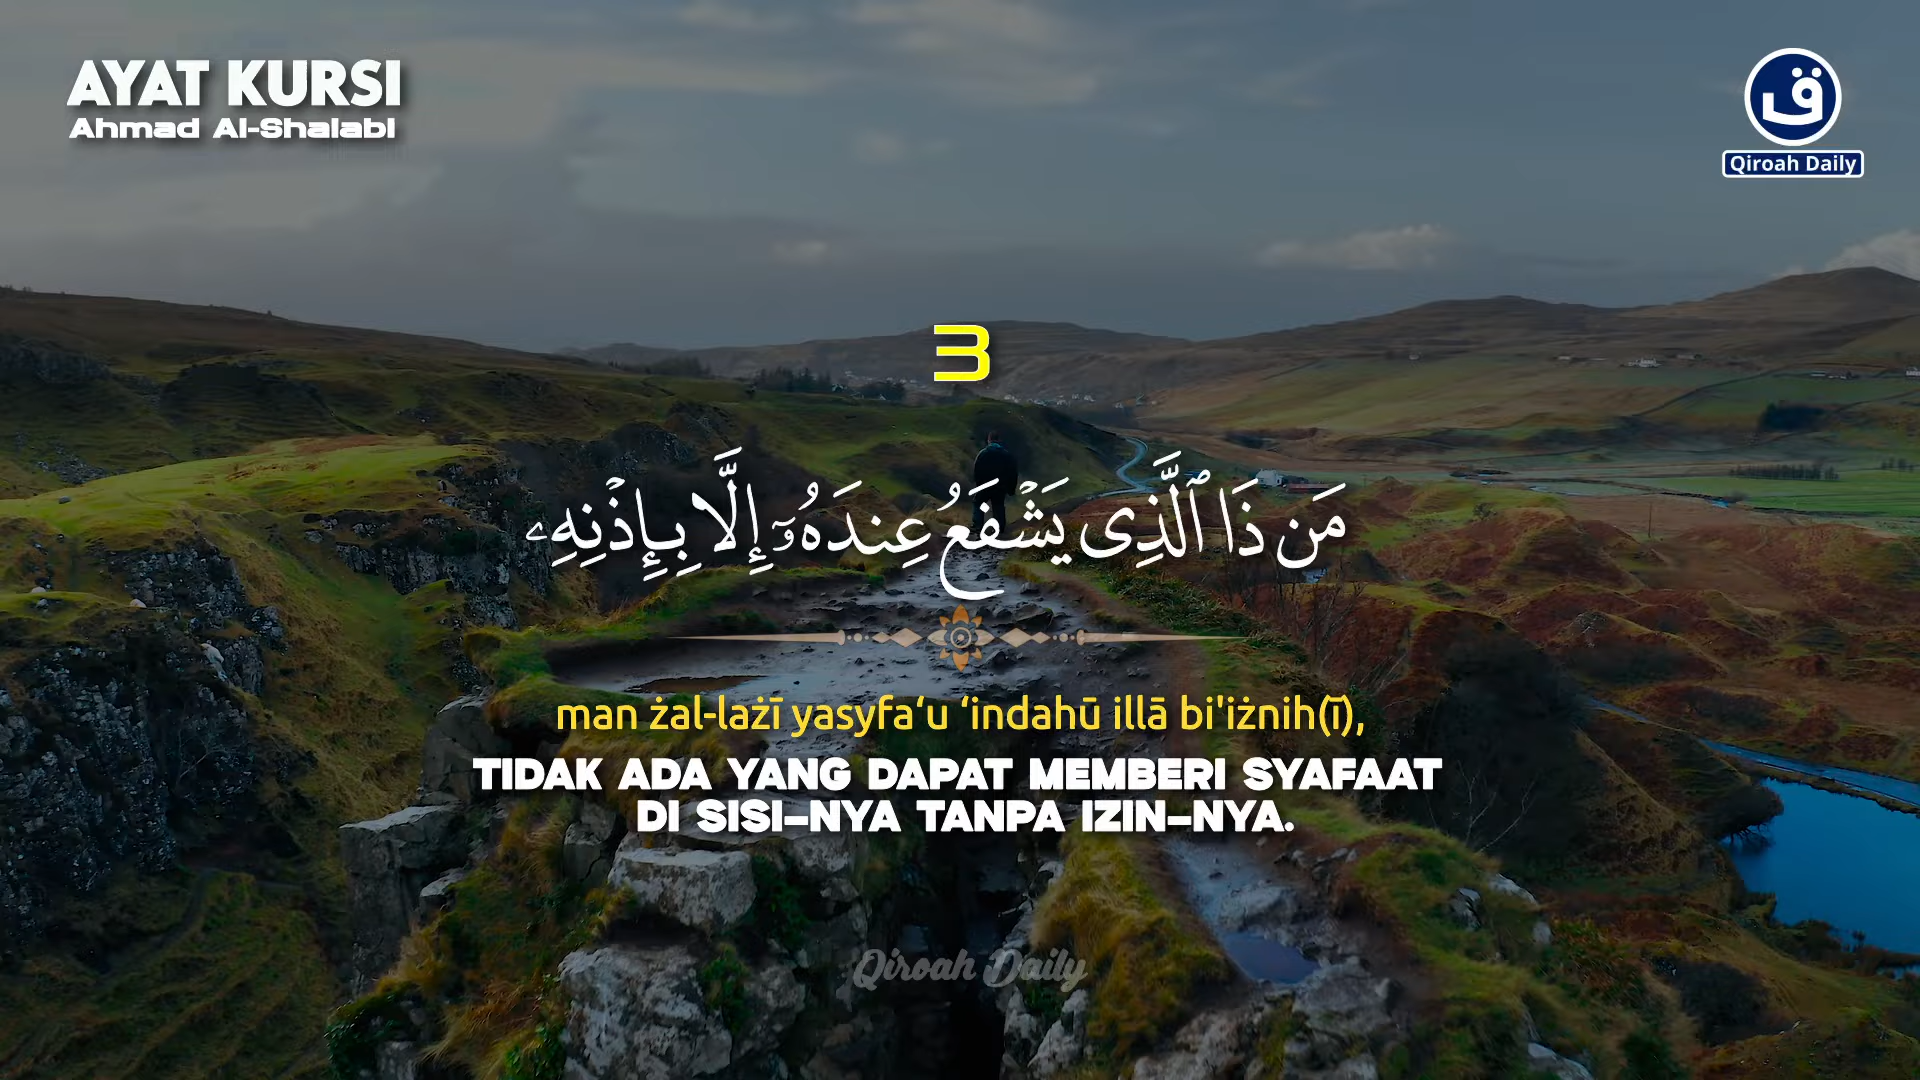 AYAT KURSI
Ahmad Al-Shalabi
ق
Qiroah Daily
3
مَن ذَا ٱلَّذِى يَشْفَعُ عِندَهُۥٓ إِلَّا بِإِذْنِهِۦ
man żal-lażī yasyfa‘u ‘indahū illā bi'iżnih(ī),
TIDAK ADA YANG DAPAT MEMBERI SYAFAAT
DI SISI-NYA TANPA IZIN-NYA.
Qiroah Daily